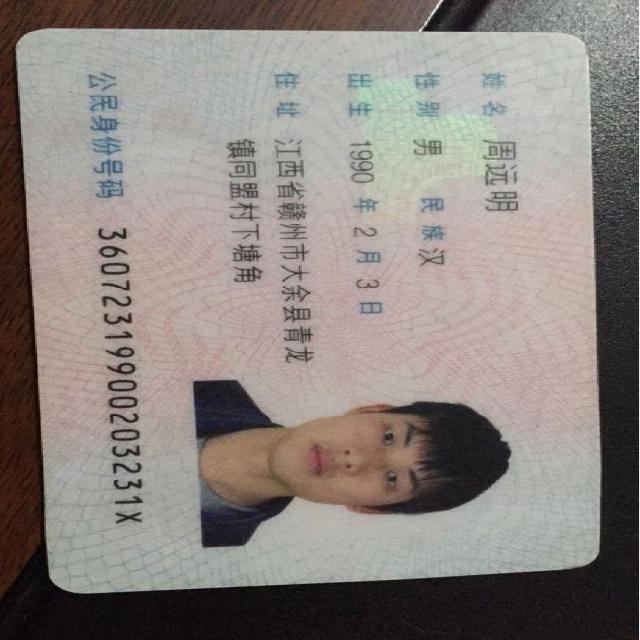 姓名 周远明
性别 男 民族 汉
出生 1990 年 2 月 3 日
住址 江西省赣州市大余县青龙
镇同盟村下塘角
公民身份号码 36072319900203231X